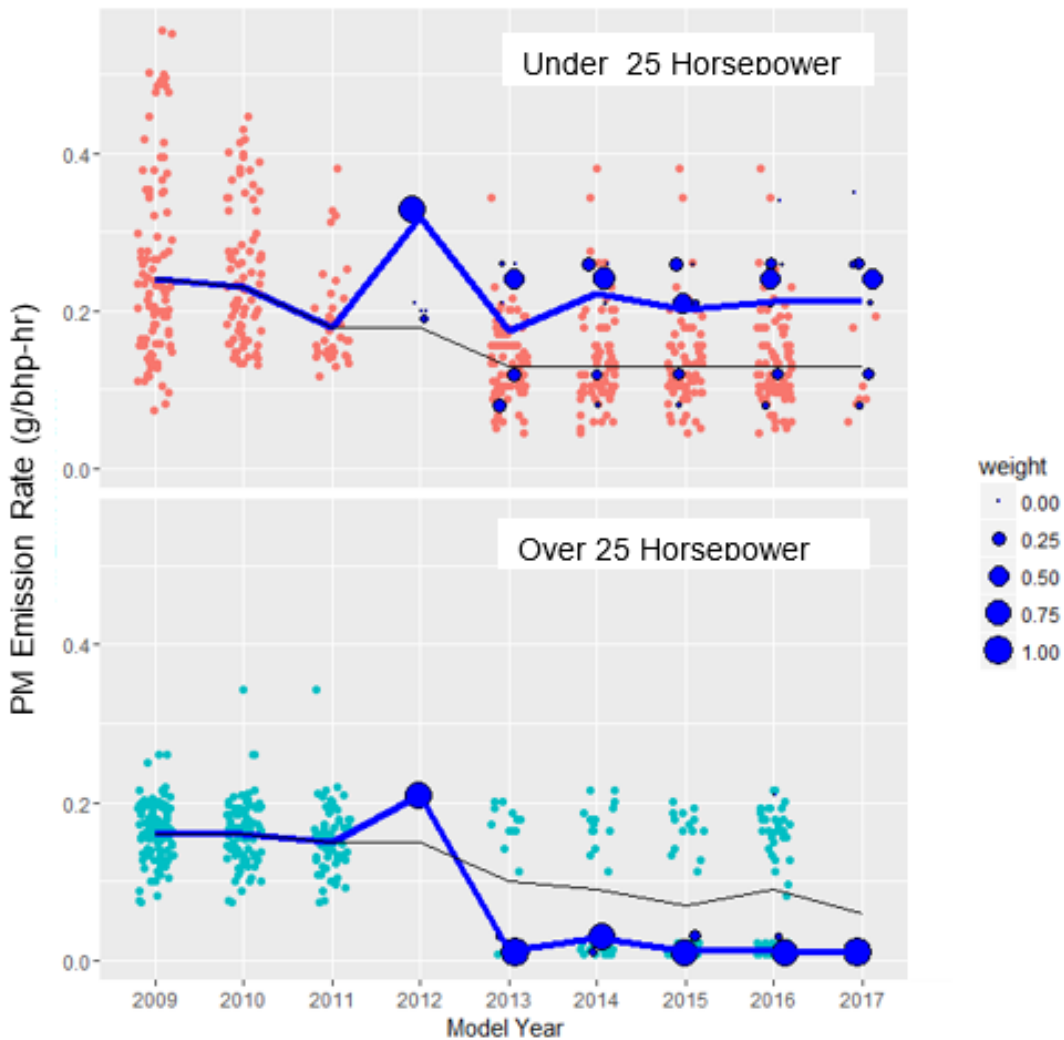 Under 25 Horsepower
0.4
0.2
0.0
PM Emission Rate (g/bhp-hr)
weight
0.00
0.25
0.50
0.75
1.00
Over 25 Horsepower
0.4
0.2
0.0
2009 2010 2011 2012 2013 2014 2015 2016 2017
Model Year